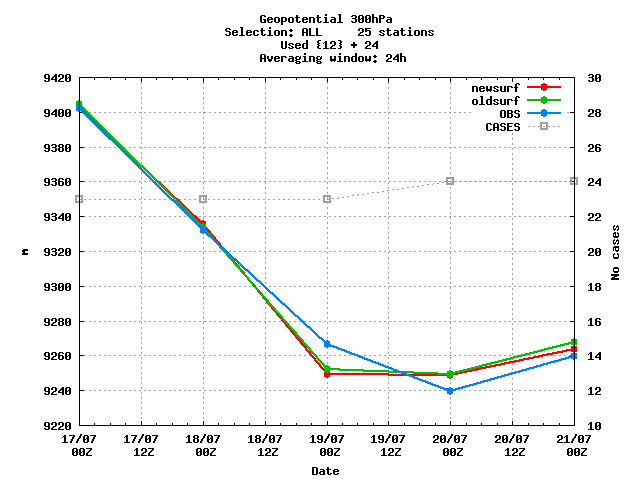 Geopotential 300hPa
Selection: ALL     25 stations
Used {12} + 24
Averaging window: 24h
9420 30
newsurf
oldsurf
OBS
CASES
9400 28
9380 26
9360 24
9340 22
9320 20
9300 18
9280 16
9260 14
9240 12
9220 10
m
No cases
17/07 17/07 18/07 18/07 19/07 19/07 20/07 20/07 21/07
00Z 12Z 00Z 12Z 00Z 12Z 00Z 12Z 00Z
Date